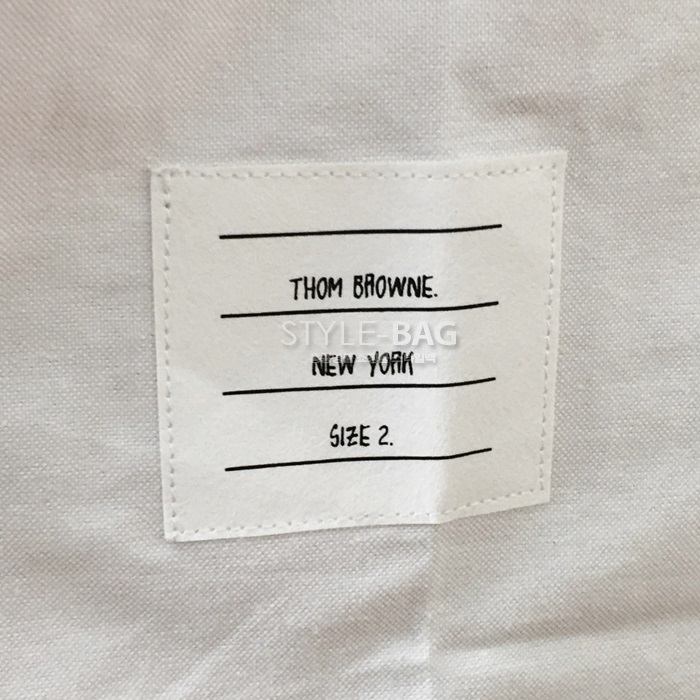 THOM BROWNE.
STYLE-BAG
NEW YORK
SIZE 2.